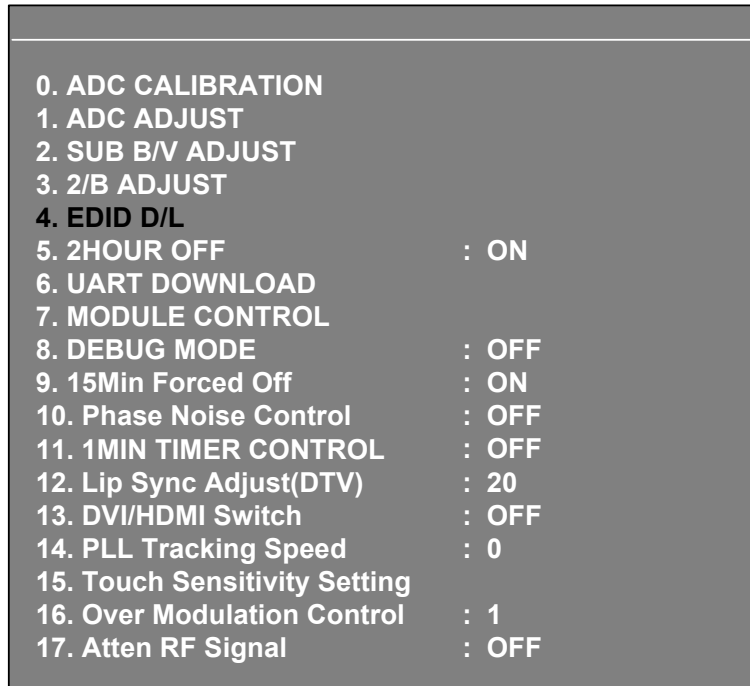 0. ADC CALIBRATION
1. ADC ADJUST
2. SUB B/V ADJUST
3. 2/B ADJUST
4. EDID D/L
5. 2HOUR OFF : ON
6. UART DOWNLOAD
7. MODULE CONTROL
8. DEBUG MODE : OFF
9. 15Min Forced Off : ON
10. Phase Noise Control : OFF
11. 1MIN TIMER CONTROL : OFF
12. Lip Sync Adjust(DTV) : 20
13. DVI/HDMI Switch : OFF
14. PLL Tracking Speed : 0
15. Touch Sensitivity Setting
16. Over Modulation Control : 1
17. Atten RF Signal : OFF